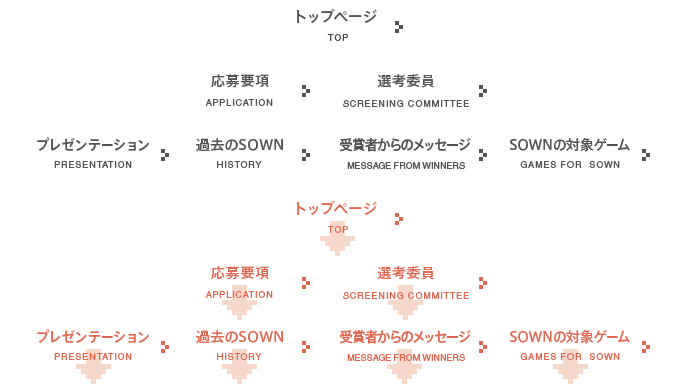 トップページ
TOP
応募要項 選考委員
APPLICATION SCREENING COMMITTEE
プレゼンテーション 過去のSOWN 受賞者からのメッセージ SOWNの対象ゲーム
PRESENTATION HISTORY MESSAGE FROM WINNERS GAMES FOR SOWN
トップページ
TOP
応募要項 選考委員
APPLICATION SCREENING COMMITTEE
プレゼンテーション 過去のSOWN 受賞者からのメッセージ SOWNの対象ゲーム
PRESENTATION HISTORY MESSAGE FROM WINNERS GAMES FOR SOWN